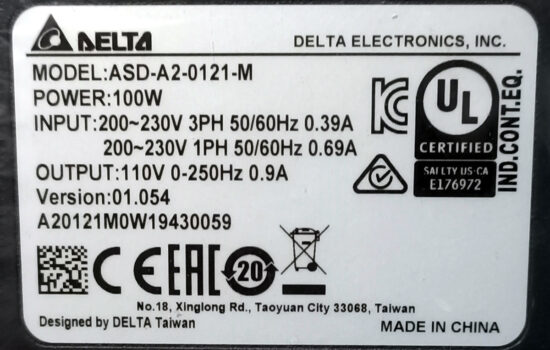 DELTA
DELTA ELECTRONICS, INC.
MODEL:ASD-A2-0121-M
POWER:100W
INPUT:200~230V 3PH 50/60Hz 0.39A
200~230V 1PH 50/60Hz 0.69A
OUTPUT:110V 0-250Hz 0.9A
Version:01.054
A20121M0W19430059
KC
UL
CERTIFIED
SAFETY US-CA
E176972
IND.CONT.EQ.
CE EAC 20
No.18, Xinglong Rd., Taoyuan City 33068, Taiwan
Designed by DELTA Taiwan
MADE IN CHINA